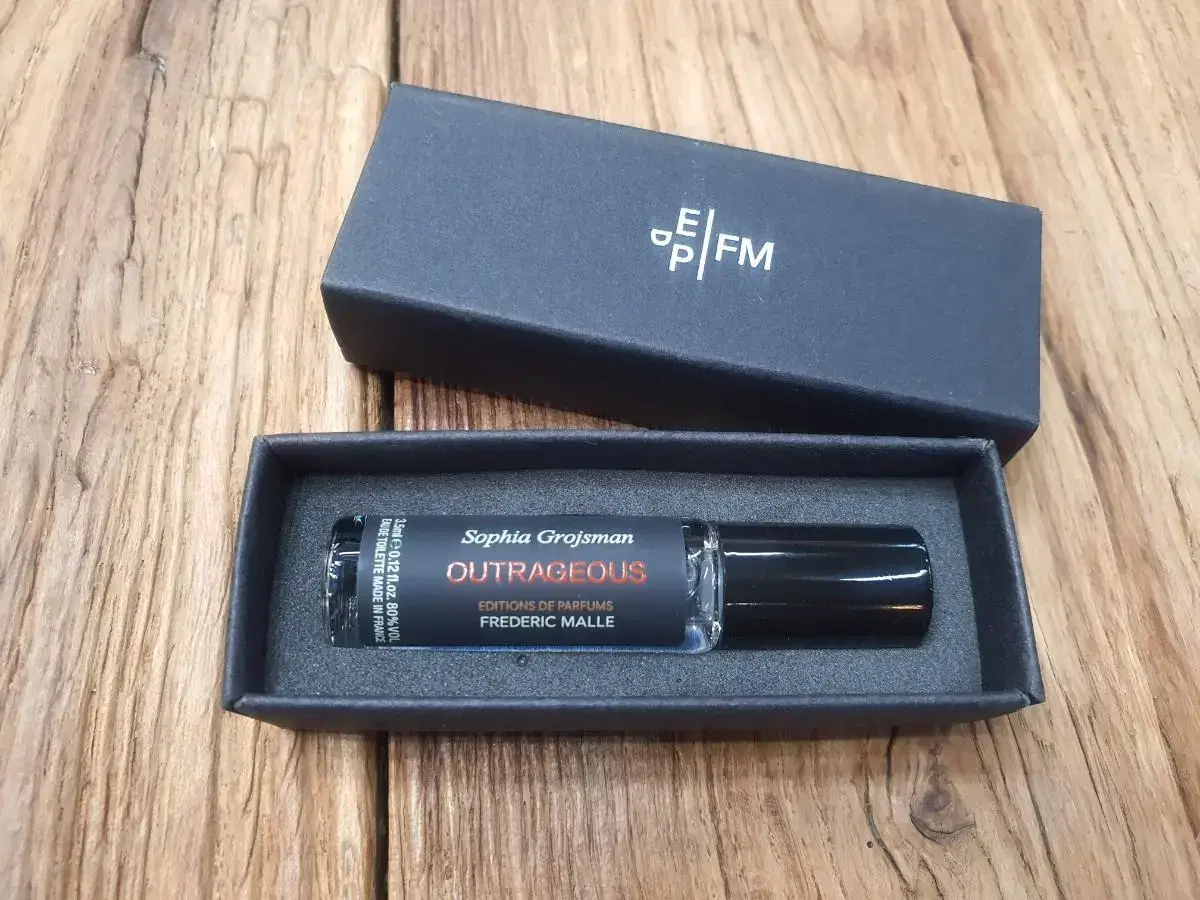 E
d
P
FM
Sophia Grojsman
OUTRAGEOUS
EDITIONS DE PARFUMS
FREDERIC MALLE
3.5ml ℮ 0.12 fl.oz. 80% VOL
EAU DE TOILETTE MADE IN FRANCE